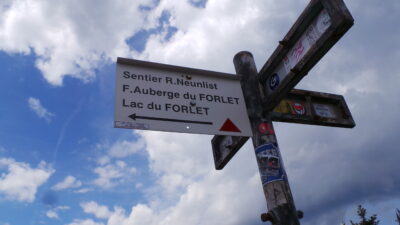 Sentier R.Neunlist
F.Auberge du FORLET
Lac du FORLET